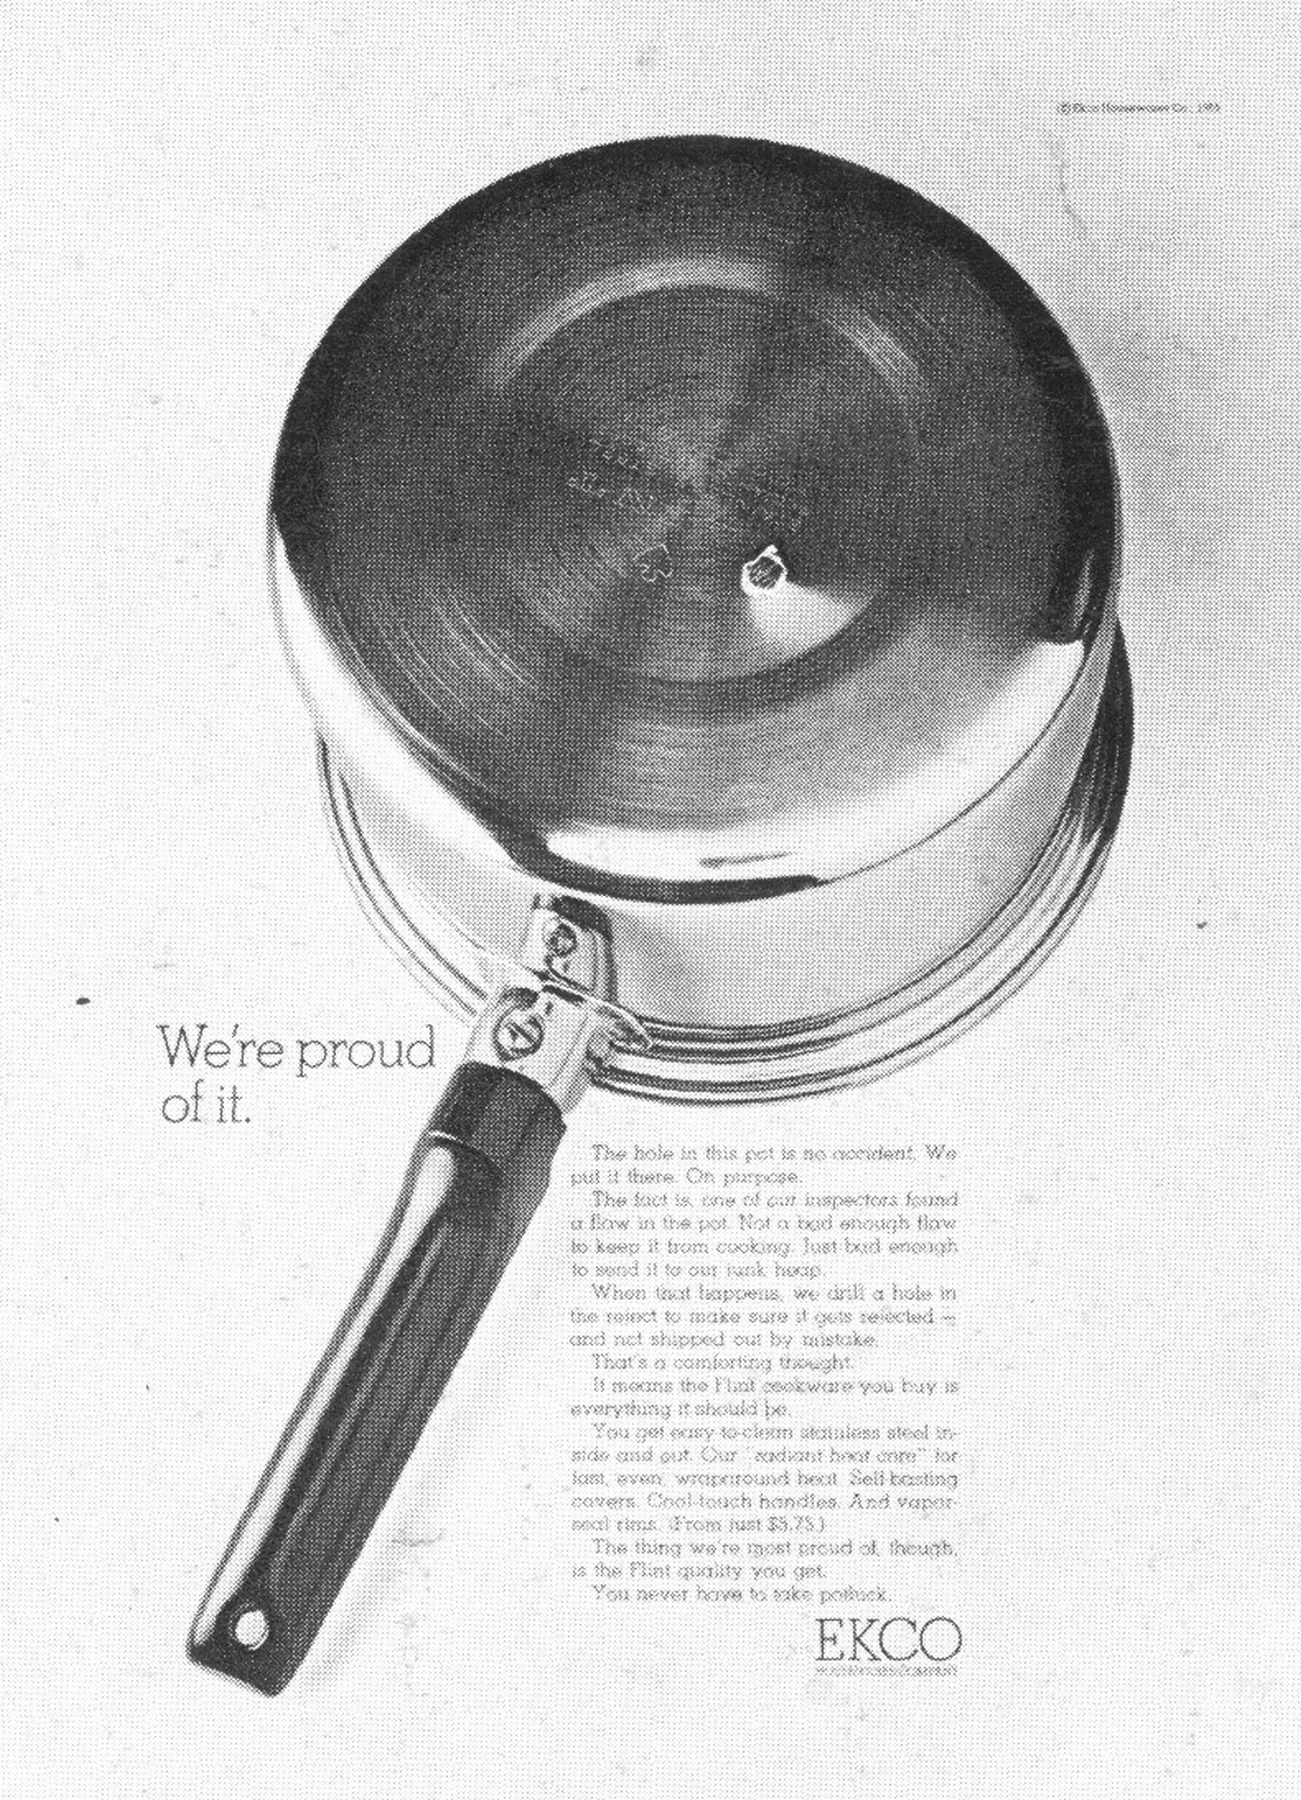 © Ekco Housewares Co.,
We're proud
of it.
The hole in this pot is no accident. We
put it there. On purpose.
The fact is, one of our inspectors found
a flaw in the pot. Not a bad enough flaw
to keep it from cooking. Just bad enough
to send it to our junk heap.
When that happens, we drill a hole in
the reject to make sure it gets rejected —
and not shipped out by mistake.
That's a comforting thought.
It means the Flint cookware you buy is
everything it should be.
You get easy-to-clean stainless steel in-
side and out. Our "radiant heat core" for
fast, even, wraparound heat. Self-basting
covers. Cool-touch handles. And vapor-
seal rims. (From just $5.75.)
The thing we're most proud of, though,
is the Flint quality you get.
You never have to take potluck.
EKCO
HOUSEWARES COMPANY